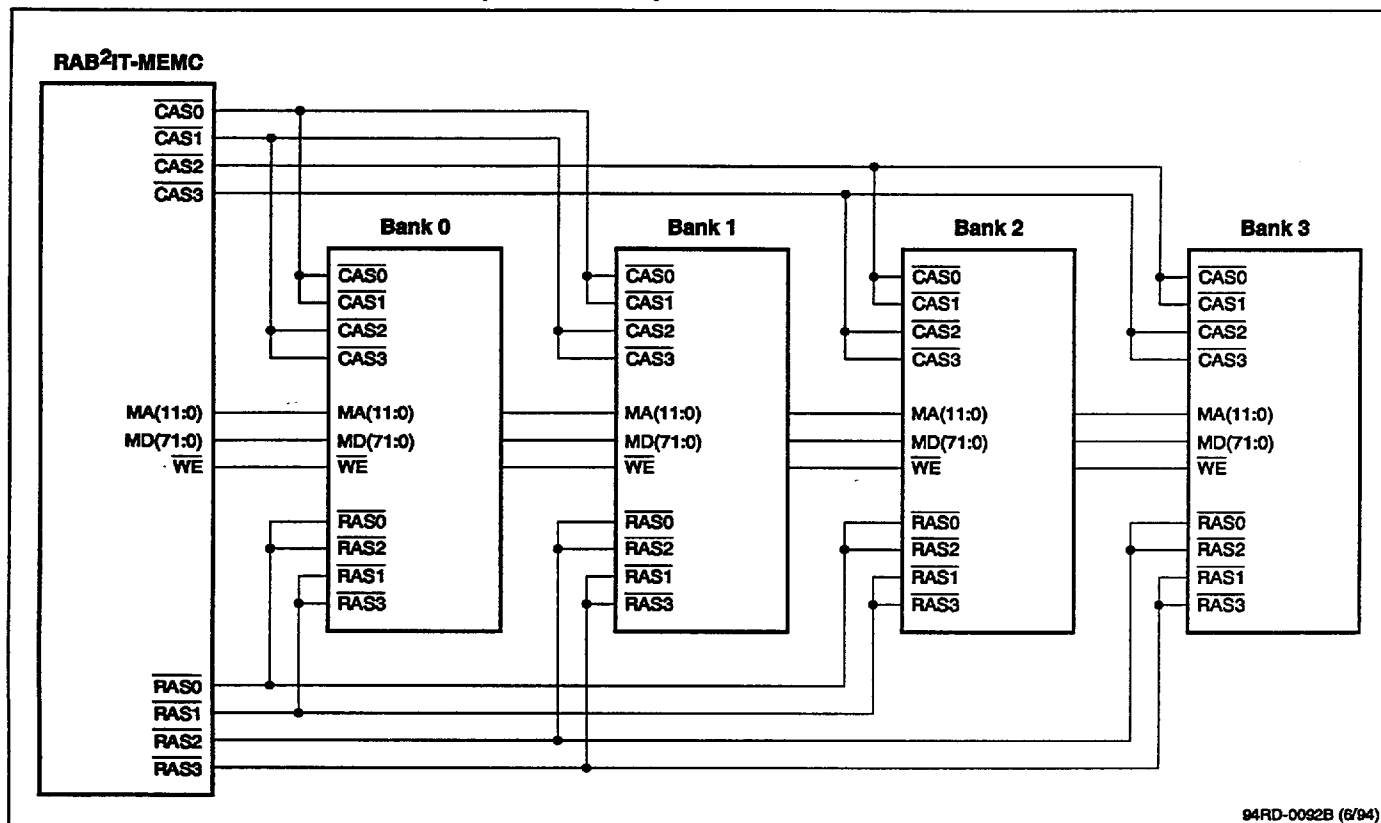 RAB²IT-MEMC
CAS0
CAS1
CAS2
CAS3
MA(11:0)
MD(71:0)
WE
RAS0
RAS1
RAS2
RAS3
Bank 0
CAS0
CAS1
CAS2
CAS3
MA(11:0)
MD(71:0)
WE
RAS0
RAS2
RAS1
RAS3
Bank 1
CAS0
CAS1
CAS2
CAS3
MA(11:0)
MD(71:0)
WE
RAS0
RAS2
RAS1
RAS3
Bank 2
CAS0
CAS1
CAS2
CAS3
MA(11:0)
MD(71:0)
WE
RAS0
RAS2
RAS1
RAS3
Bank 3
CAS0
CAS1
CAS2
CAS3
MA(11:0)
MD(71:0)
WE
RAS0
RAS2
RAS1
RAS3
94RD-0092B (6/94)